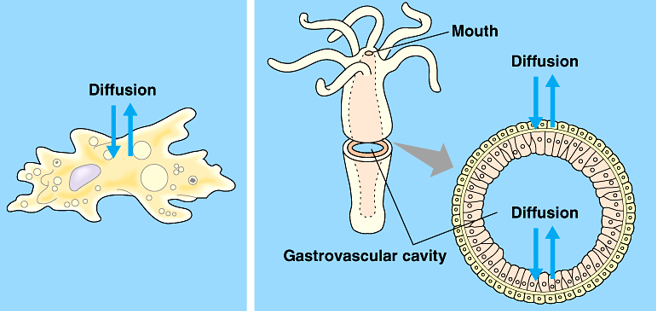 Diffusion
Mouth
Diffusion
Diffusion
Gastrovascular cavity